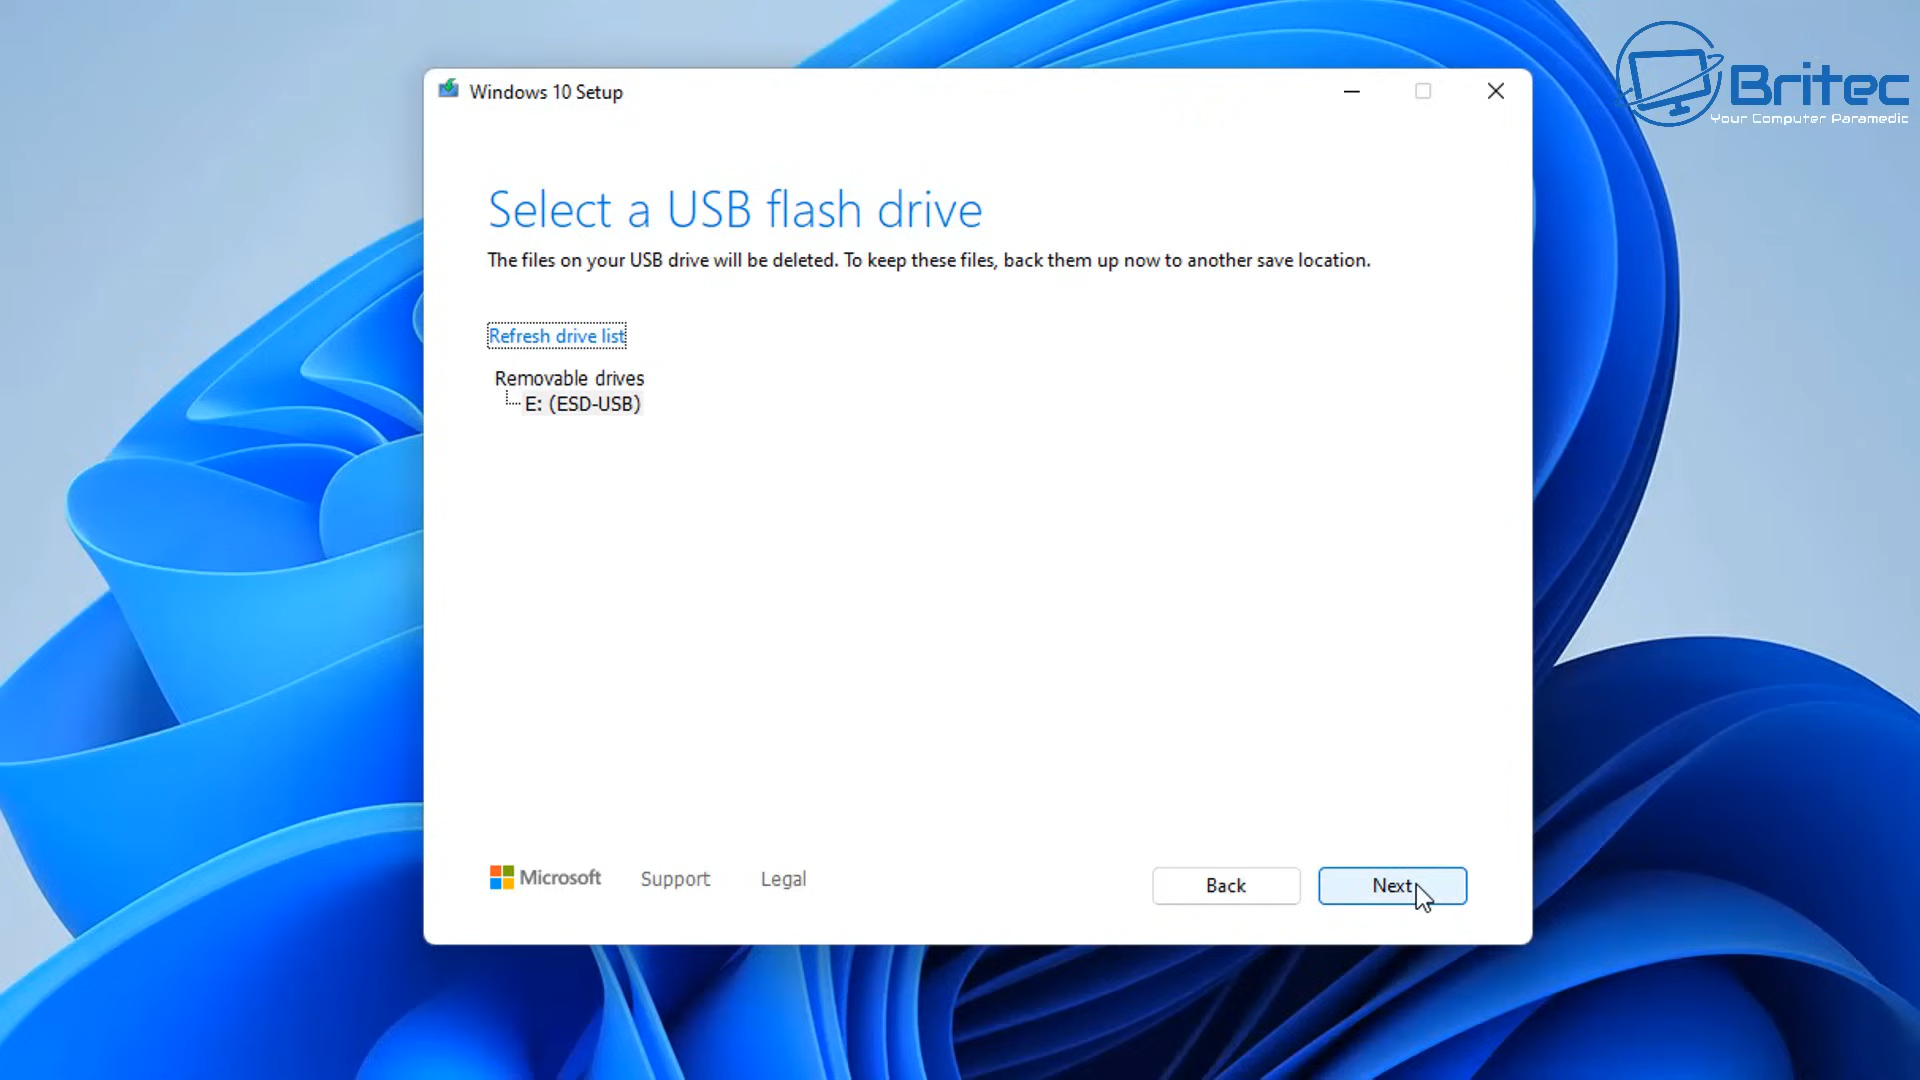 Windows 10 Setup
Britec
Your Computer Paramedic
Select a USB flash drive
The files on your USB drive will be deleted. To keep these files, back them up now to another save location.
Refresh drive list
Removable drives
E: (ESD-USB)
Microsoft Support Legal Back Next